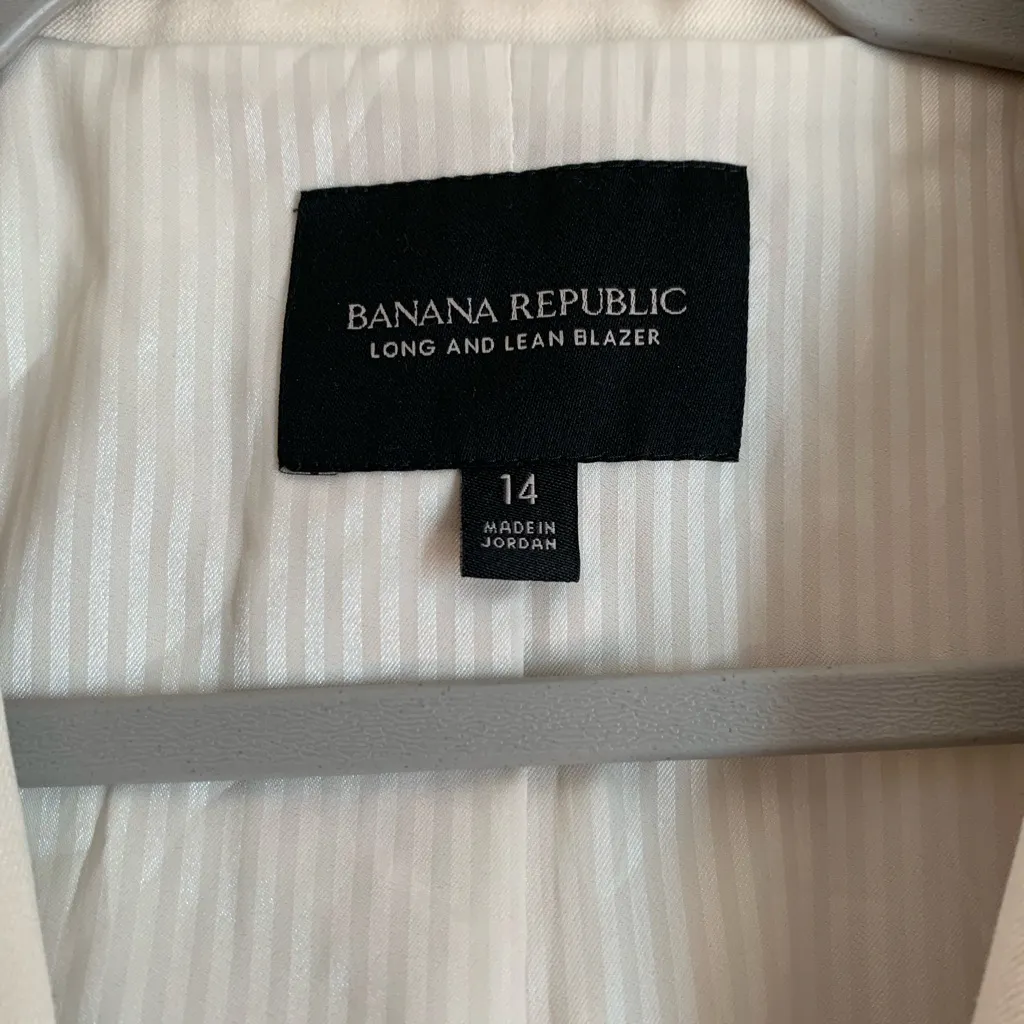 BANANA REPUBLIC
LONG AND LEAN BLAZER
14
MADE IN
JORDAN